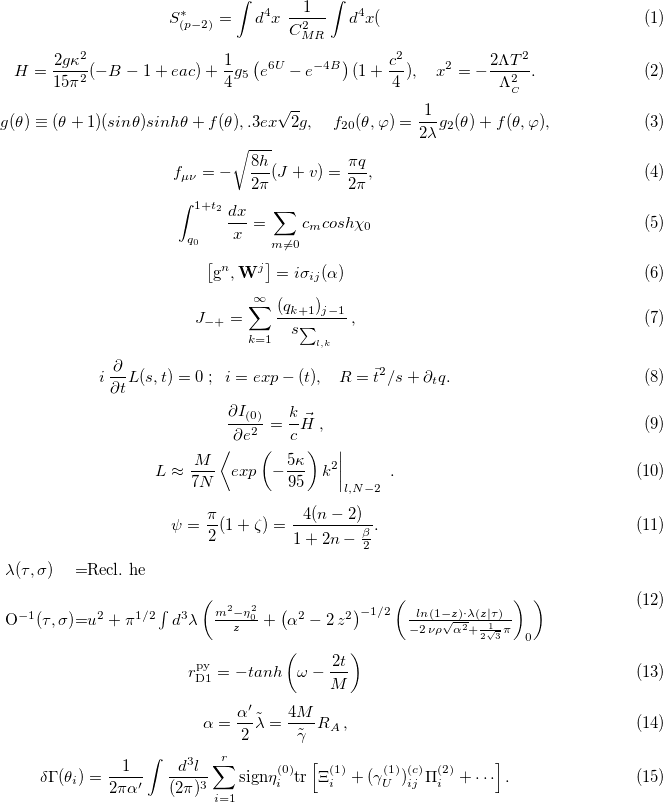 S^*_{(p-2)} = \int d^4x \frac{1}{C^2_{MR}} \int d^4x( (1)
H = \frac{2g\kappa^2}{15\pi^2}(-B-1+eac) + \frac{1}{4}g_5 \left(e^{6U} - e^{-4B}\right)(1+\frac{c^2}{4}), \quad x^2 = -\frac{2\Lambda T^2}{\Lambda_C^2}. (2)
g(\theta) \equiv (\theta+1)(sin\theta)sinh\theta + f(\theta), .3ex\sqrt{2}g, \quad f_{20}(\theta,\varphi) = \frac{1}{2\lambda}g_2(\theta) + f(\theta,\varphi), (3)
f_{\mu\nu} = -\sqrt{\frac{8h}{2\pi}}(J+v) = \frac{\pi q}{2\pi}, (4)
\int_{q_0}^{1+t_2} \frac{dx}{x} = \sum_{m \neq 0} c_m cosh\chi_0 (5)
\left[\mathrm{g}^n, \mathbf{W}^j\right] = i\sigma_{ij}(\alpha) (6)
J_{-+} = \sum_{k=1}^{\infty} \frac{(q_{k+1})_{j-1}}{s_{\sum_{l,k}}}, (7)
i\frac{\partial}{\partial t}L(s,t) = 0 ; \; i = exp-(t), \quad R = \vec{t}^2/s + \partial_t q. (8)
\frac{\partial I_{(0)}}{\partial e^2} = \frac{k}{c}\vec{H}, (9)
L \approx \frac{M}{7N}\left\langle exp\left(-\frac{5\kappa}{95}\right) k^2 \right|_{l,N-2} . (10)
\psi = \frac{\pi}{2}(1+\zeta) = \frac{4(n-2)}{1+2n-\frac{\beta}{2}}. (11)
\lambda(\tau,\sigma) = Recl. he
O^{-1}(\tau,\sigma) = u^2 + \pi^{1/2} \int d^3\lambda \left( \frac{m^2-\eta_0^2}{z} + \left(\alpha^2 - 2z^2\right)^{-1/2} \left( \frac{ln(1-z)\cdot\lambda(z|\tau)}{-2\nu\rho\sqrt{\alpha^2}+\frac{1}{2\sqrt{3}}\pi} \right)_0 \right) (12)
r^{\mathrm{py}}_{\mathrm{D}1} = -tanh\left(\omega - \frac{2t}{M}\right) (13)
\alpha = \frac{\alpha'}{2}\tilde{\lambda} = \frac{4M}{\tilde{\gamma}}R_A, (14)
\delta\Gamma(\theta_i) = \frac{1}{2\pi\alpha'} \int \frac{d^3l}{(2\pi)^3} \sum_{i=1}^{r} \mathrm{sign}\eta_i^{(0)} \mathrm{tr}\left[\Xi_i^{(1)} + (\gamma_U^{(1)})_{ij}^{(c)} \Pi_i^{(2)} + \cdots\right]. (15)